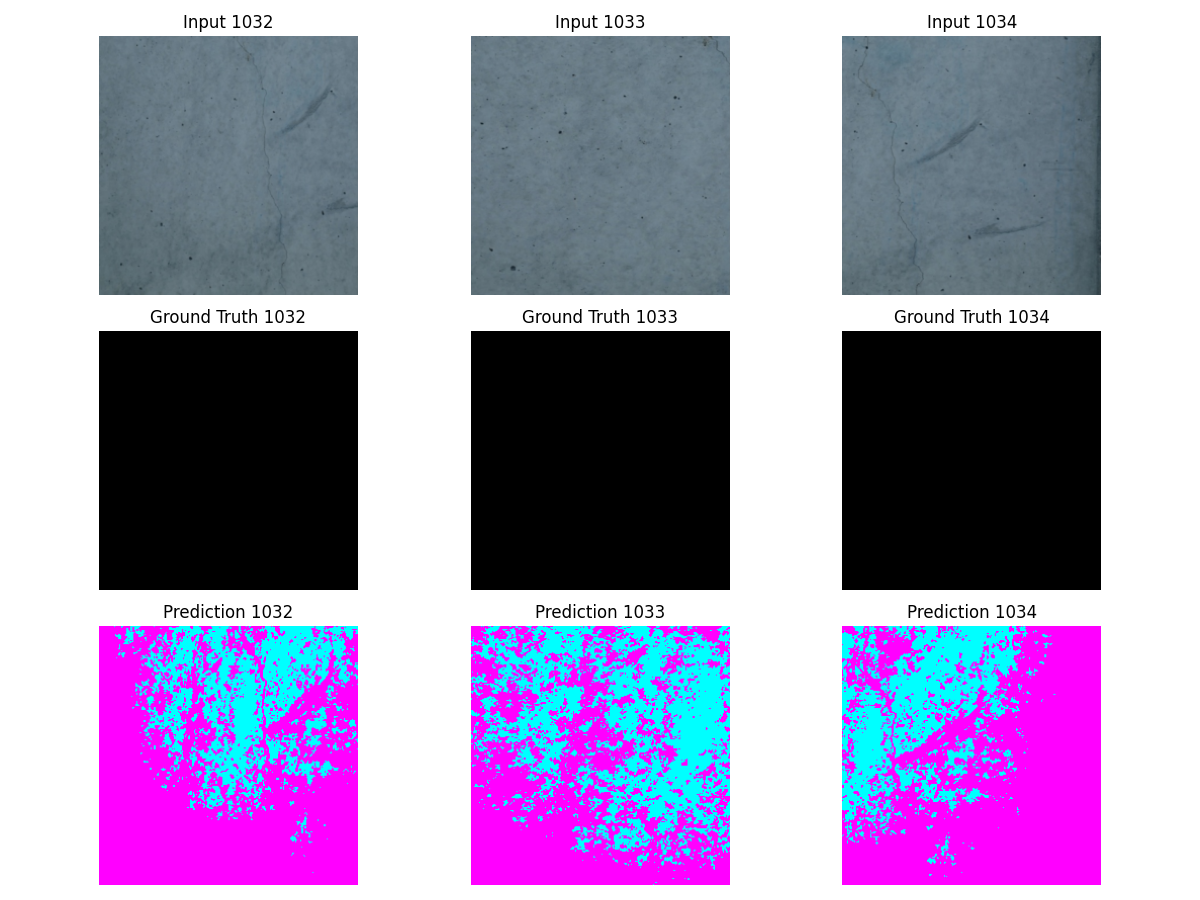 Input 1032
Input 1033
Input 1034
Ground Truth 1032
Ground Truth 1033
Ground Truth 1034
Prediction 1032
Prediction 1033
Prediction 1034